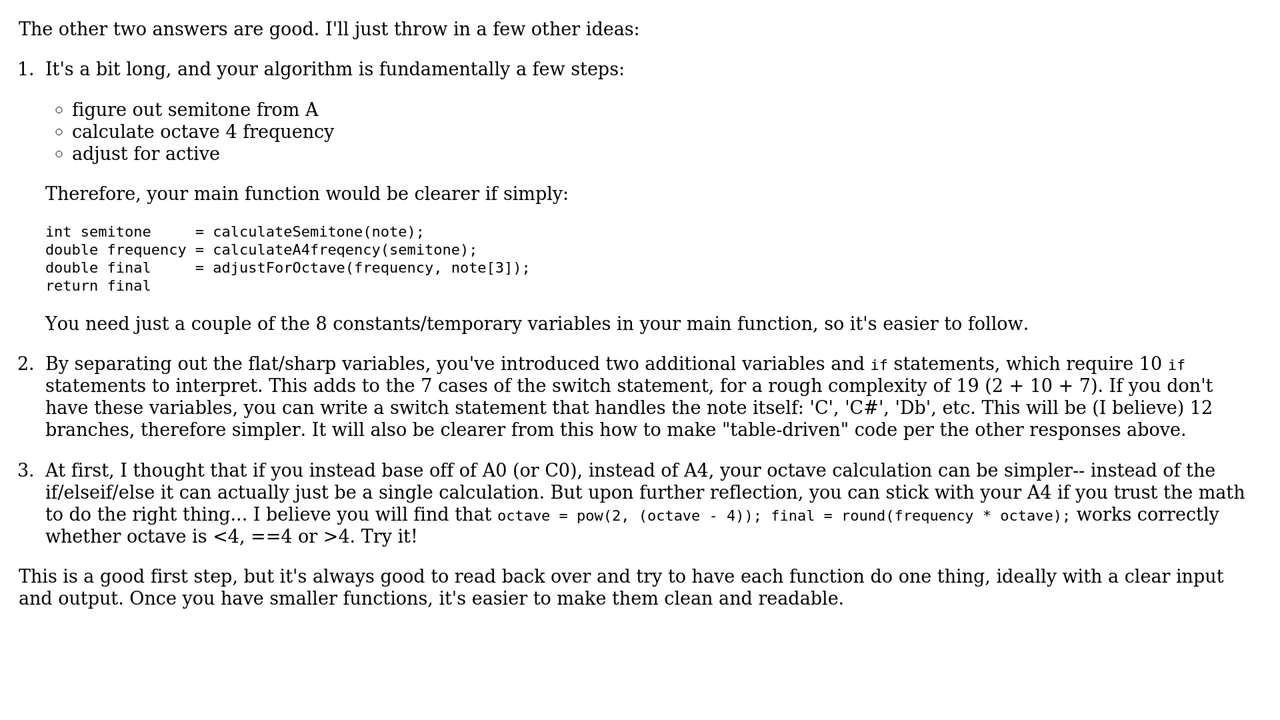 The other two answers are good. I'll just throw in a few other ideas:
1. It's a bit long, and your algorithm is fundamentally a few steps:
◦ figure out semitone from A
◦ calculate octave 4 frequency
◦ adjust for active
Therefore, your main function would be clearer if simply:
int semitone     = calculateSemitone(note);
double frequency = calculateA4freqency(semitone);
double final     = adjustForOctave(frequency, note[3]);
return final
You need just a couple of the 8 constants/temporary variables in your main function, so it's easier to follow.
2. By separating out the flat/sharp variables, you've introduced two additional variables and if statements, which require 10 if
statements to interpret. This adds to the 7 cases of the switch statement, for a rough complexity of 19 (2 + 10 + 7). If you don't
have these variables, you can write a switch statement that handles the note itself: 'C', 'C#', 'Db', etc. This will be (I believe) 12
branches, therefore simpler. It will also be clearer from this how to make "table-driven" code per the other responses above.
3. At first, I thought that if you instead base off of A0 (or C0), instead of A4, your octave calculation can be simpler-- instead of the
if/elseif/else it can actually just be a single calculation. But upon further reflection, you can stick with your A4 if you trust the math
to do the right thing... I believe you will find that octave = pow(2, (octave - 4)); final = round(frequency * octave); works correctly
whether octave is <4, ==4 or >4. Try it!
This is a good first step, but it's always good to read back over and try to have each function do one thing, ideally with a clear input
and output. Once you have smaller functions, it's easier to make them clean and readable.